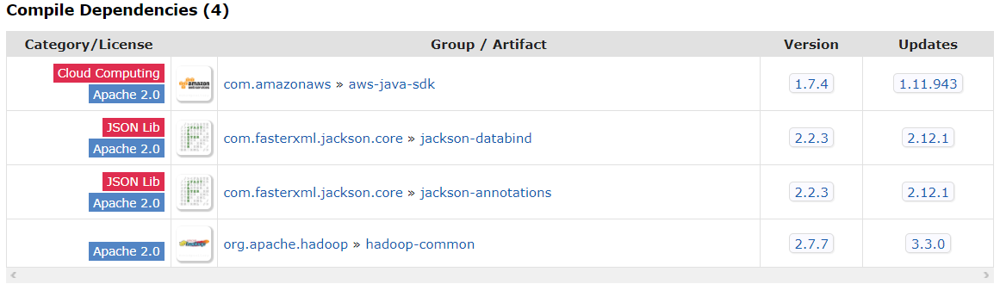 Compile Dependencies (4)
Category/License Group / Artifact Version Updates
Cloud Computing
Apache 2.0
com.amazonaws » aws-java-sdk 1.7.4 1.11.943
JSON Lib
Apache 2.0
com.fasterxml.jackson.core » jackson-databind 2.2.3 2.12.1
JSON Lib
Apache 2.0
com.fasterxml.jackson.core » jackson-annotations 2.2.3 2.12.1
Apache 2.0
org.apache.hadoop » hadoop-common 2.7.7 3.3.0